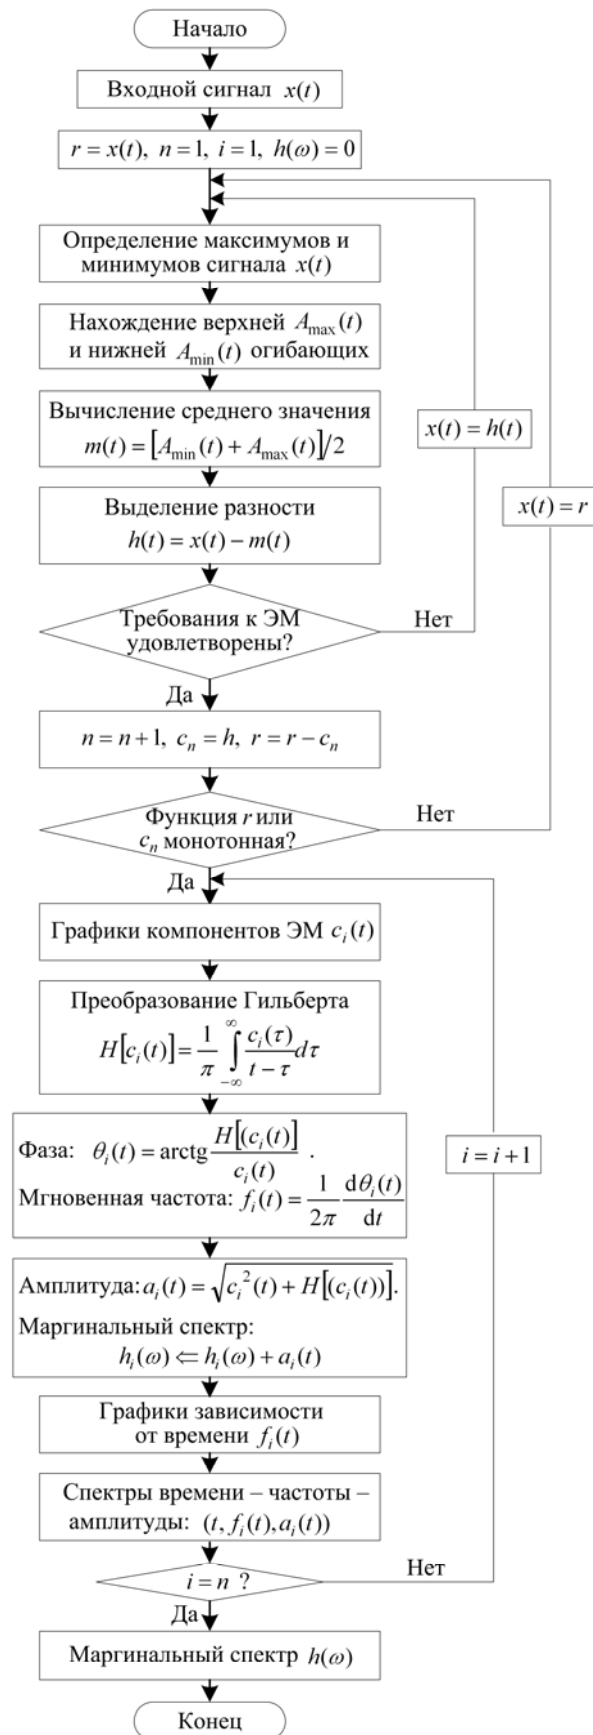 Начало
Входной сигнал x(t)
r = x(t), n = 1, i = 1, h(ω) = 0
Определение максимумов и
минимумов сигнала x(t)
Нахождение верхней A_max(t)
и нижней A_min(t) огибающих
Вычисление среднего значения
m(t) = [A_min(t) + A_max(t)]/2
x(t) = h(t)
x(t) = r
Выделение разности
h(t) = x(t) − m(t)
Требования к ЭМ
удовлетворены?
Нет
Да
n = n + 1, c_n = h, r = r − c_n
Функция r или
c_n монотонная?
Нет
Да
Графики компонентов ЭМ c_i(t)
Преобразование Гильберта
H[c_i(t)] = 1/π ∫_{−∞}^{∞} c_i(τ)/(t − τ) dτ
Фаза: θ_i(t) = arctg H[(c_i(t)]/c_i(t) .
Мгновенная частота: f_i(t) = 1/2π dθ_i(t)/dt
i = i + 1
Амплитуда: a_i(t) = √(c_i²(t) + H[(c_i(t))]).
Маргинальный спектр:
h_i(ω) ⇐ h_i(ω) + a_i(t)
Графики зависимости
от времени f_i(t)
Спектры времени – частоты –
амплитуды: (t, f_i(t), a_i(t))
i = n ?
Нет
Да
Маргинальный спектр h(ω)
Конец